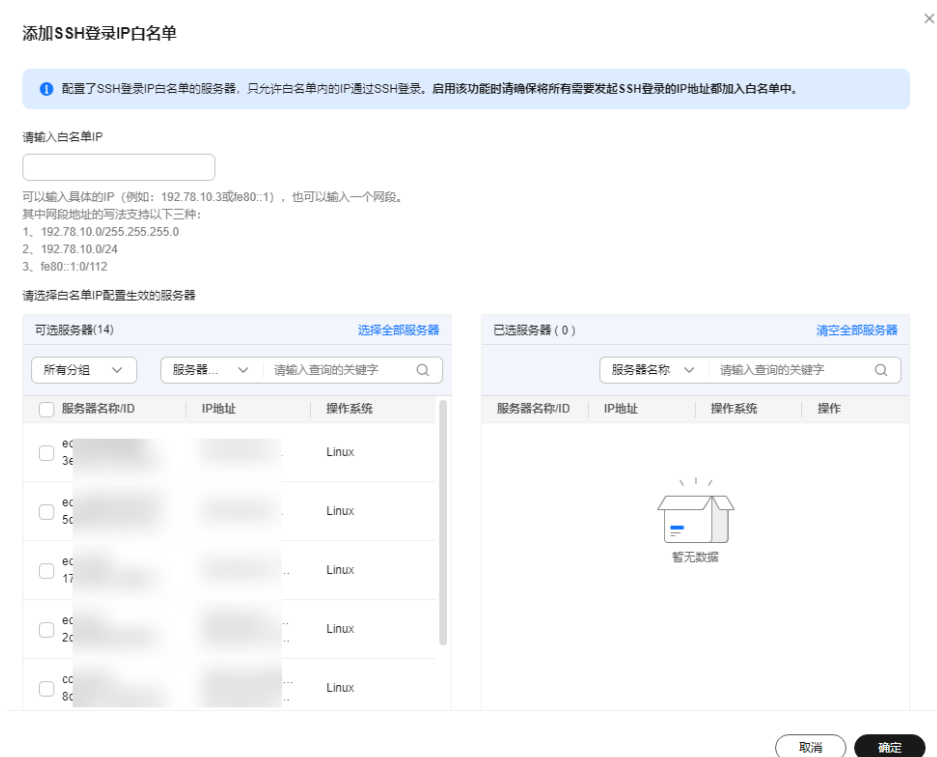 添加SSH登录IP白名单
配置了SSH登录IP白名单的服务器，只允许白名单内的IP通过SSH登录。启用该功能时请确保将所有需要发起SSH登录的IP地址都加入白名单中。
请输入白名单IP
可以输入具体的IP（例如：192.78.10.3或fe80::1），也可以输入一个网段。
其中网段地址的写法支持以下三种：
1、192.78.10.0/255.255.255.0
2、192.78.10.0/24
3、fe80::1:0/112
请选择白名单IP配置生效的服务器
可选服务器(14) 选择全部服务器
所有分组 服务器... 请输入查询的关键字
服务器名称/ID IP地址 操作系统
Linux
Linux
Linux
Linux
Linux
已选服务器 ( 0 ) 清空全部服务器
服务器名称 请输入查询的关键字
服务器名称/ID IP地址 操作系统 操作
暂无数据
取消 确定